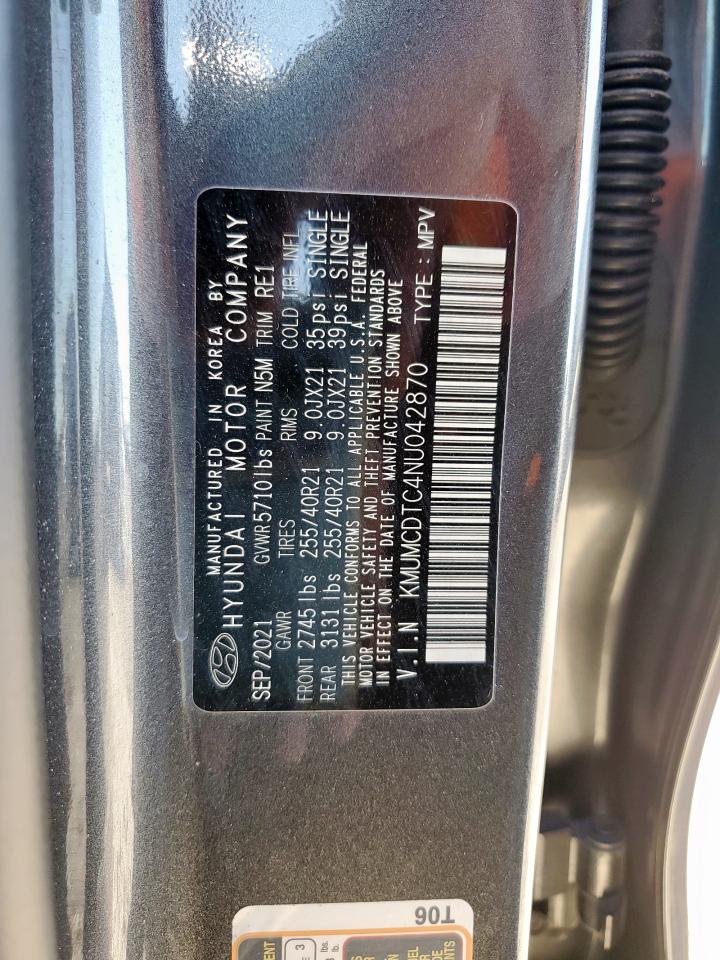 MANUFACTURED IN KOREA BY
HYUNDAI MOTOR COMPANY
SEP/2021 GVWR5710lbs PAINT N5M TRIM RE1
GAWR TIRES RIMS COLD TIRE INFL
FRONT 2745 lbs 255/40R21 9.0JX21 35psi SINGLE
REAR 3131 lbs 255/40R21 9.0JX21 39psi SINGLE
THIS VEHICLE CONFORMS TO ALL APPLICABLE U.S.A. FEDERAL
MOTOR VEHICLE SAFETY AND THEFT PREVENTION STANDARDS
IN EFFECT ON THE DATE OF MANUFACTURE SHOWN ABOVE
V.I.N KMUMCDTC4NU042870 TYPE : MPV
T06